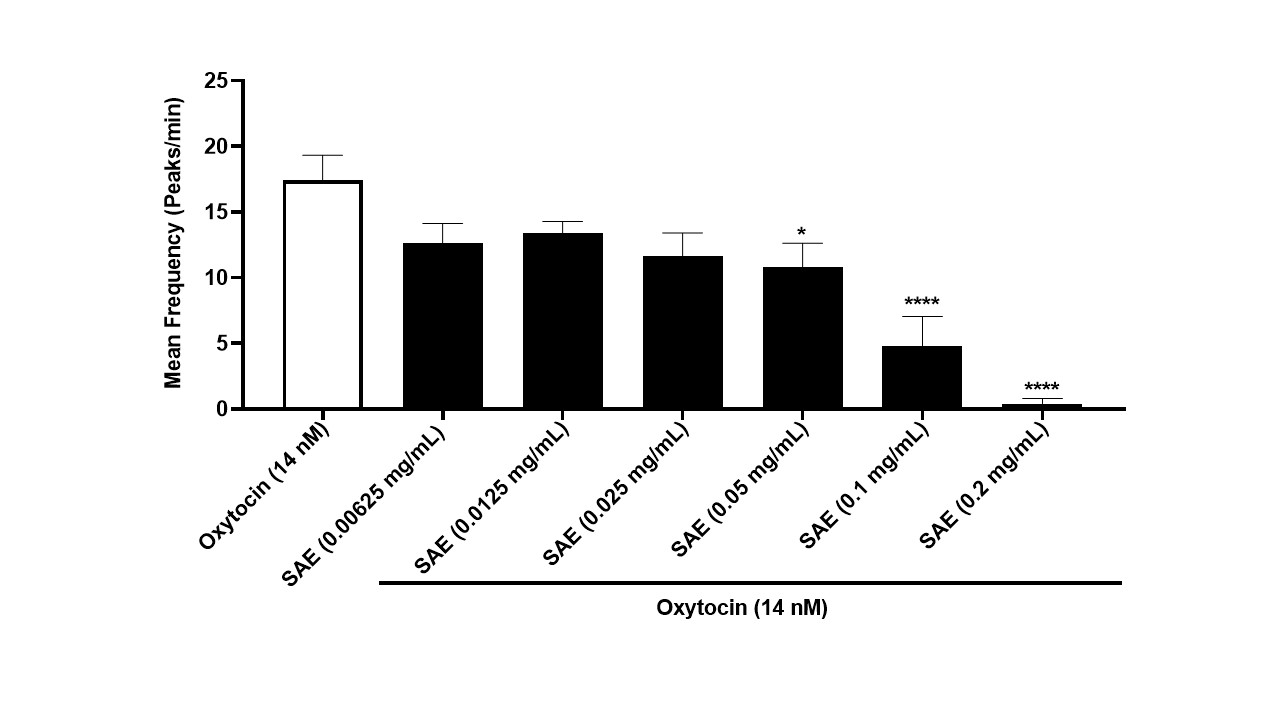 Mean Frequency (Peaks/min)
25
20
15
10
5
0
*
****
****
Oxytocin (14 nM)
SAE (0.00625 mg/mL)
SAE (0.0125 mg/mL)
SAE (0.025 mg/mL)
SAE (0.05 mg/mL)
SAE (0.1 mg/mL)
SAE (0.2 mg/mL)
Oxytocin (14 nM)